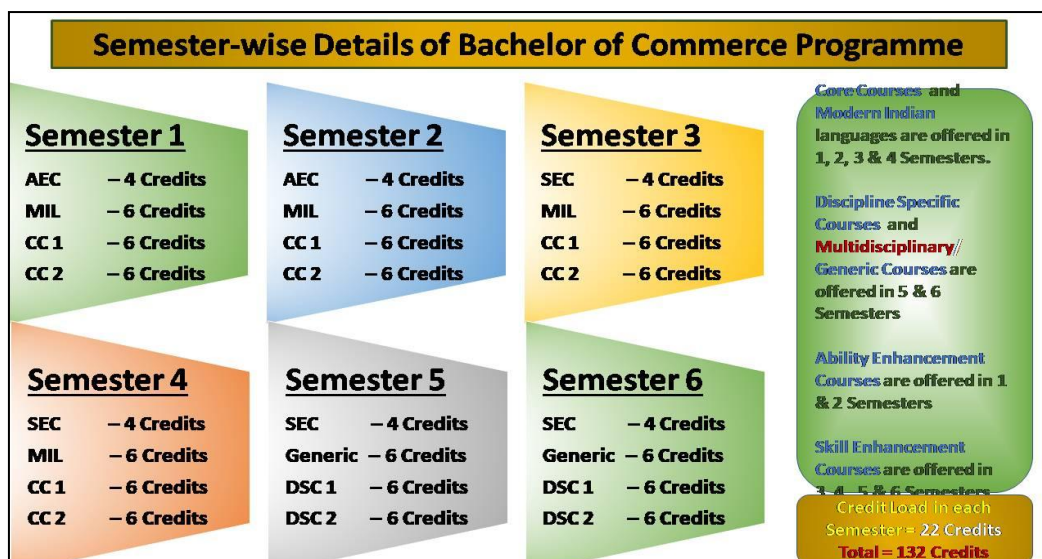 Semester-wise Details of Bachelor of Commerce Programme
Semester 1
AEC – 4 Credits
MIL – 6 Credits
CC 1 – 6 Credits
CC 2 – 6 Credits
Semester 2
AEC – 4 Credits
MIL – 6 Credits
CC 1 – 6 Credits
CC 2 – 6 Credits
Semester 3
SEC – 4 Credits
MIL – 6 Credits
CC 1 – 6 Credits
CC 2 – 6 Credits
Semester 4
SEC – 4 Credits
MIL – 6 Credits
CC 1 – 6 Credits
CC 2 – 6 Credits
Semester 5
SEC – 4 Credits
Generic – 6 Credits
DSC 1 – 6 Credits
DSC 2 – 6 Credits
Semester 6
SEC – 4 Credits
Generic – 6 Credits
DSC 1 – 6 Credits
DSC 2 – 6 Credits
Core Courses and
Modern Indian
languages are offered in
1, 2, 3 & 4 Semesters.
Discipline Specific
Courses and
Multidisciplinary/
Generic Courses are
offered in 5 & 6
Semesters
Ability Enhancement
Courses are offered in 1
& 2 Semesters
Skill Enhancement
Courses are offered in
3, 4, 5 & 6 Semesters
Credit Load in each
Semester = 22 Credits
Total = 132 Credits